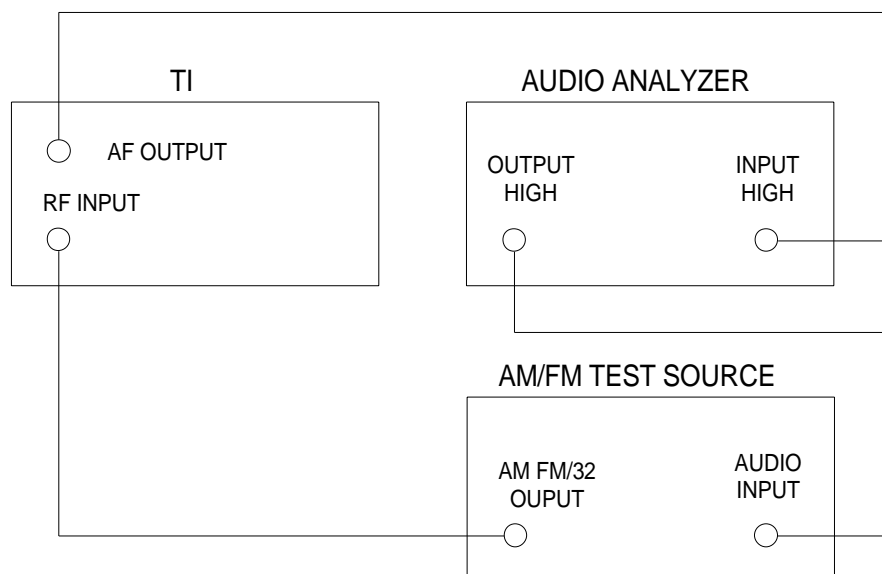 TI
AUDIO ANALYZER
AF OUTPUT
RF INPUT
OUTPUT
HIGH
INPUT
HIGH
AM/FM TEST SOURCE
AM FM/32
OUPUT
AUDIO
INPUT